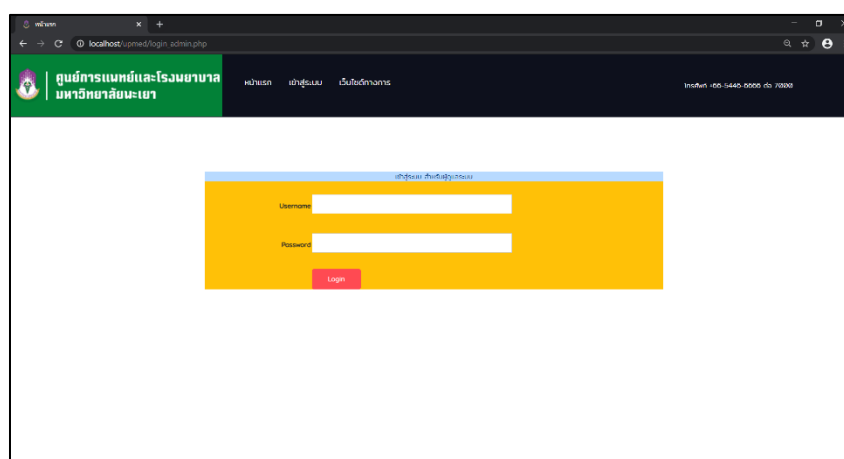 หน้าแรก
localhost/upmed/login_admin.php
ศูนย์การแพทย์และโรงพยาบาล
มหาวิทยาลัยพะเยา
หน้าแรก เข้าสู่ระบบ เว็บไซต์ทางการ
โทรศัพท์ +66-5446-6666 ต่อ 7000
เข้าสู่ระบบ สำหรับผู้ดูแลระบบ
Username
Password
Login